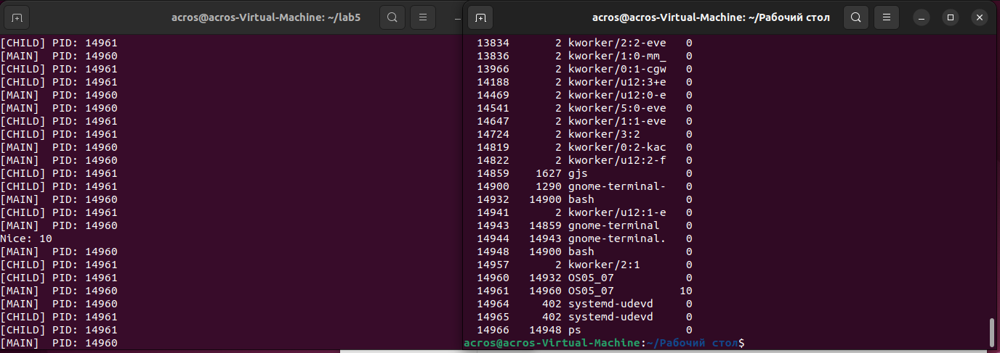 acros@acros-Virtual-Machine: ~/lab5
[CHILD] PID: 14961
[MAIN]  PID: 14960
[CHILD] PID: 14961
[CHILD] PID: 14961
[MAIN]  PID: 14960
[MAIN]  PID: 14960
[CHILD] PID: 14961
[CHILD] PID: 14961
[MAIN]  PID: 14960
[MAIN]  PID: 14960
[CHILD] PID: 14961
[CHILD] PID: 14961
[MAIN]  PID: 14960
[CHILD] PID: 14961
[MAIN]  PID: 14960
Nice: 10
[MAIN]  PID: 14960
[CHILD] PID: 14961
[MAIN]  PID: 14960
[MAIN]  PID: 14960
[CHILD] PID: 14961
[CHILD] PID: 14961
[MAIN]  PID: 14960
acros@acros-Virtual-Machine: ~/Рабочий стол
13834       2 kworker/2:2-eve   0
13836       2 kworker/1:0-mm_   0
13966       2 kworker/0:1-cgw   0
14188       2 kworker/u12:3+e   0
14469       2 kworker/u12:0-e   0
14541       2 kworker/5:0-eve   0
14647       2 kworker/1:1-eve   0
14724       2 kworker/3:2       0
14819       2 kworker/0:2-kac   0
14822       2 kworker/u12:2-f   0
14859    1627 gjs               0
14900    1290 gnome-terminal-   0
14932   14900 bash              0
14941       2 kworker/u12:1-e   0
14943   14859 gnome-terminal    0
14944   14943 gnome-terminal.   0
14948   14900 bash              0
14957       2 kworker/2:1       0
14960   14932 OS05_07           0
14961   14960 OS05_07          10
14964     402 systemd-udevd     0
14965     402 systemd-udevd     0
14966   14948 ps                0
acros@acros-Virtual-Machine:~/Рабочий стол$